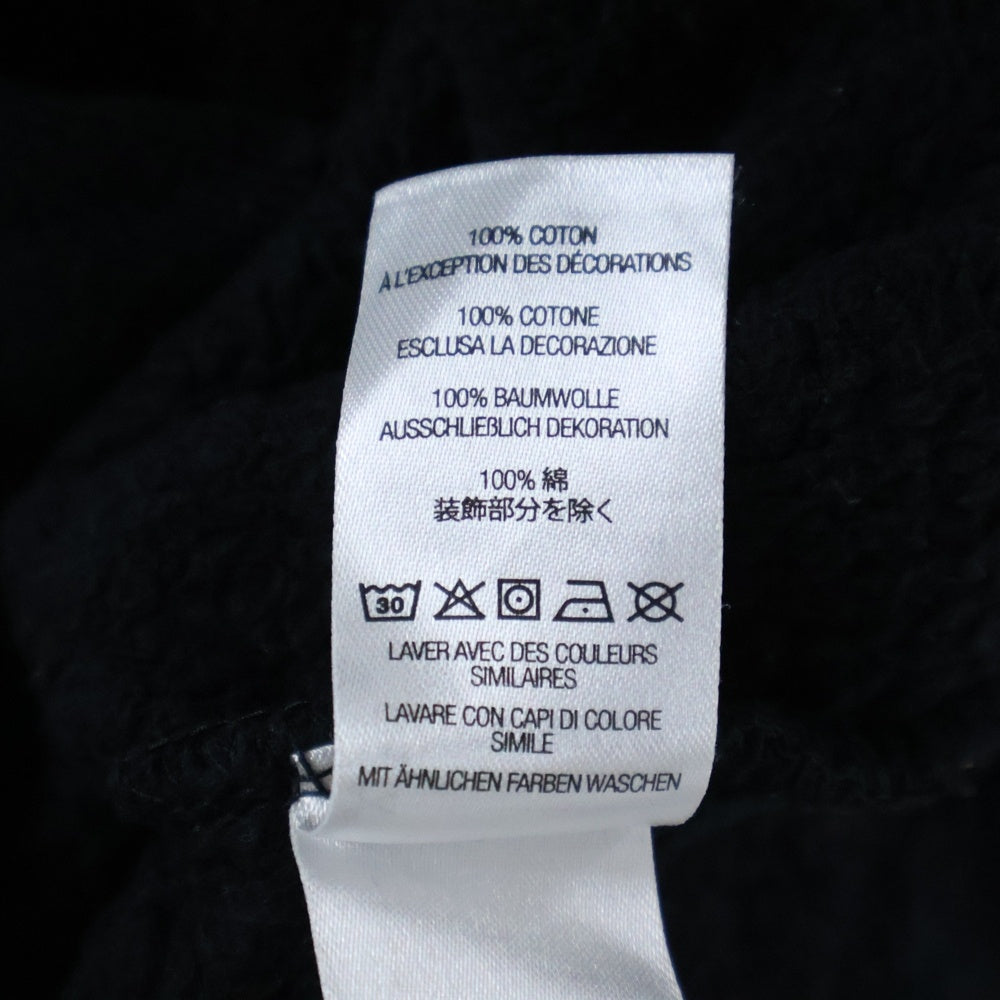 100% COTON
À L'EXCEPTION DES DÉCORATIONS
100% COTONE
ESCLUSA LA DECORAZIONE
100% BAUMWOLLE
AUSSCHLIEßLICH DEKORATION
100% 綿
装飾部分を除く
30
LAVER AVEC DES COULEURS
SIMILAIRES
LAVARE CON CAPI DI COLORE
SIMILE
MIT ÄHNLICHEN FARBEN WASCHEN